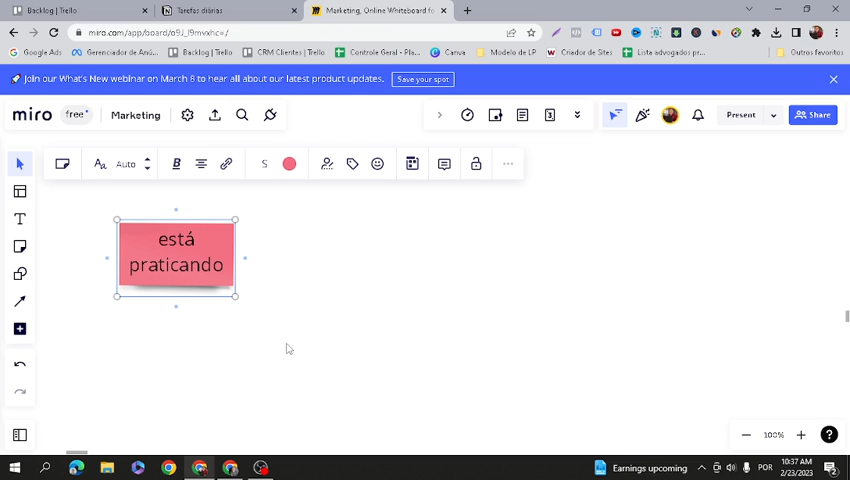 Backlog | Trello
Tarefas diárias
Marketing, Online Whiteboard fo
miro.com/app/board/o9J_l9mvxhc=/
Google Ads
Gerenciador de Anú...
Backlog | Trello
CRM Clientes | Trello
Controle Geral - Pla...
Canva
Modelo de LP
Criador de Sites
Lista advogados pr...
Outros favoritos
Join our What's New webinar on March 8 to hear all about our latest product updates.
Save your spot
miro
free
Marketing
Present
Share
Auto
B
S
está
praticando
100%
Earnings upcoming
POR
10:37 AM
2/23/2023